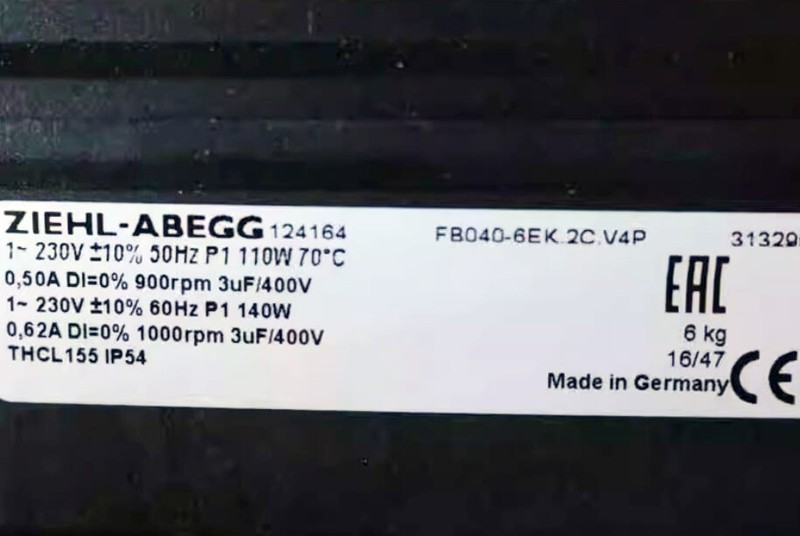 ZIEHL-ABEGG 124164 FB040-6EK.2C.V4P
1~ 230V ±10% 50Hz P1 110W 70°C
0,50A DI=0% 900rpm 3uF/400V
1~ 230V ±10% 60Hz P1 140W
0,62A DI=0% 1000rpm 3uF/400V
THCL155 IP54
EAC
6 kg
16/47
Made in Germany CE